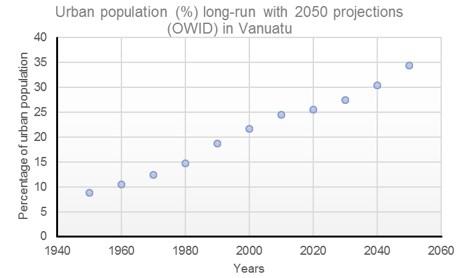 Urban population (%) long-run with 2050 projections
(OWID) in Vanuatu
40
35
30
25
20
15
10
5
0
Percentage of urban population
1940 1960 1980 2000 2020 2040 2060
Years